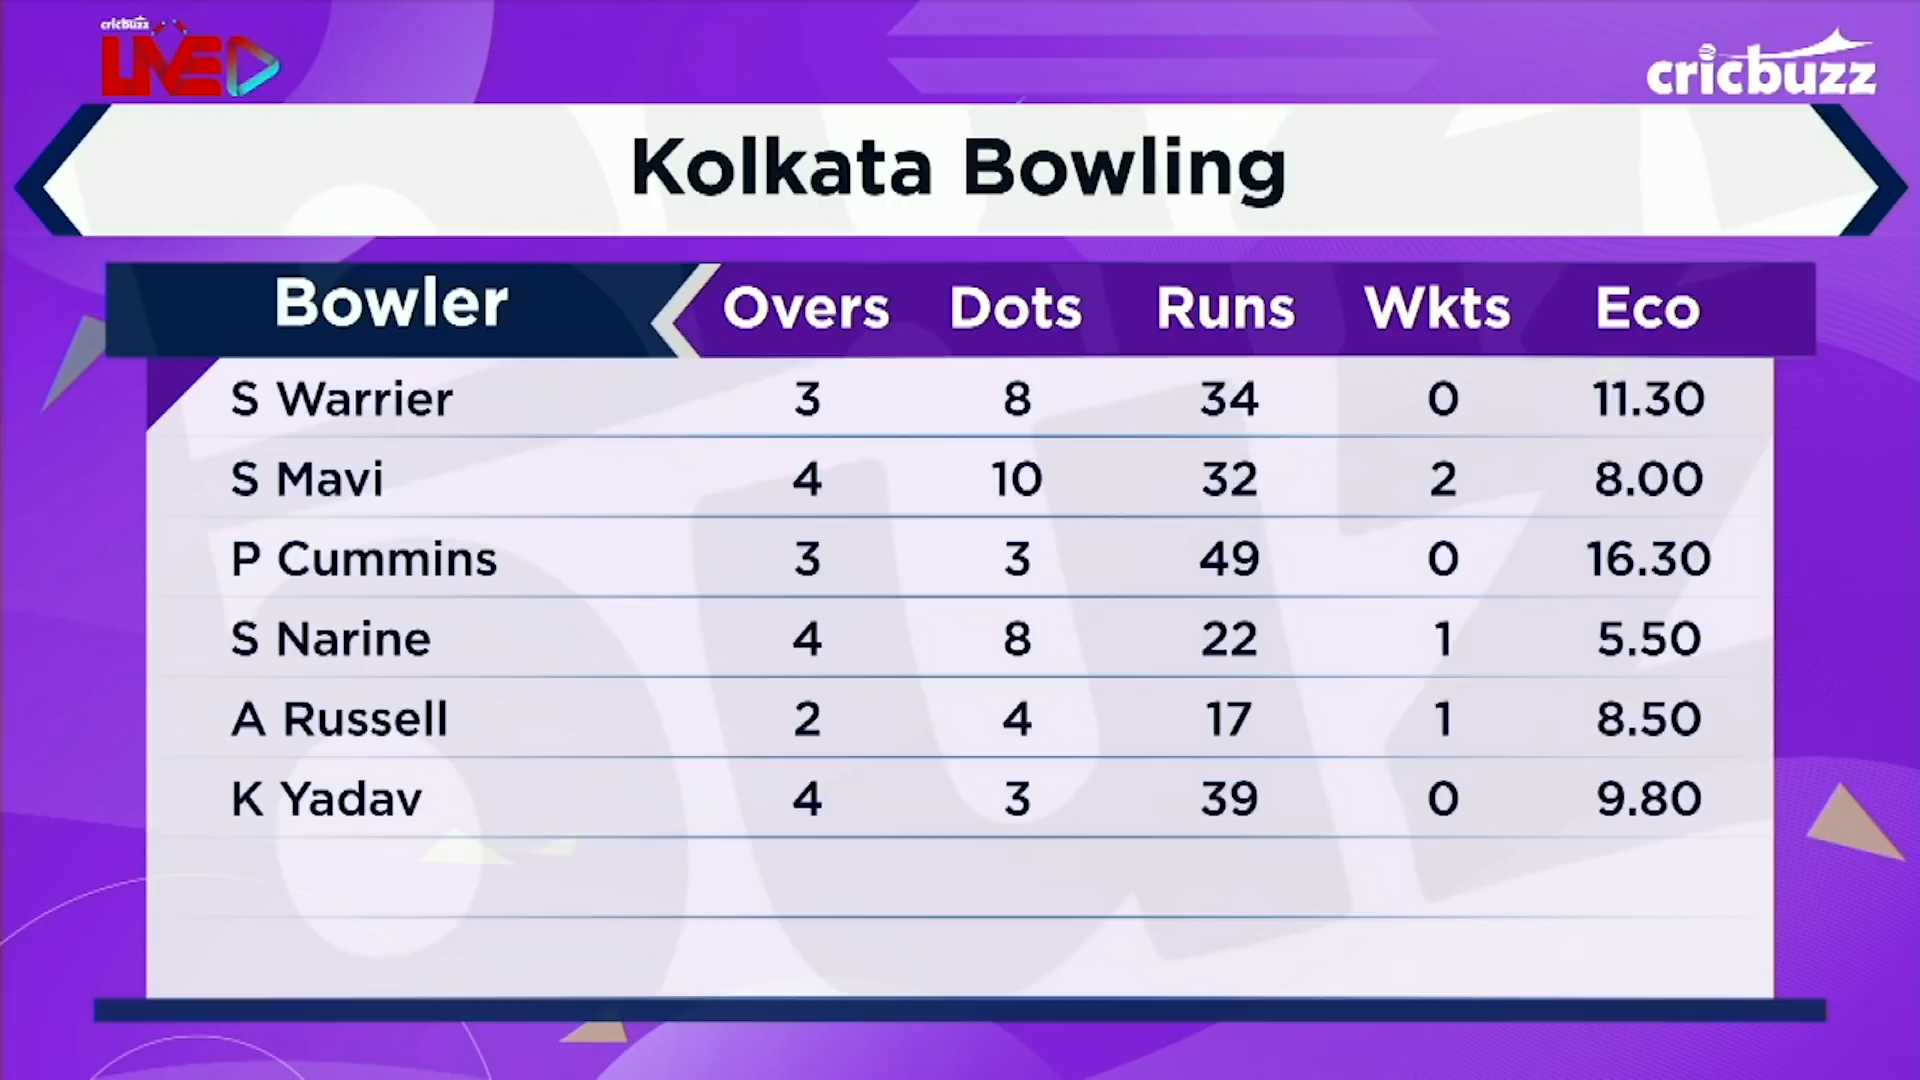 cricbuzz
LIVE
cricbuzz
Kolkata Bowling
Bowler Overs Dots Runs Wkts Eco
S Warrier 3 8 34 0 11.30
S Mavi 4 10 32 2 8.00
P Cummins 3 3 49 0 16.30
S Narine 4 8 22 1 5.50
A Russell 2 4 17 1 8.50
K Yadav 4 3 39 0 9.80